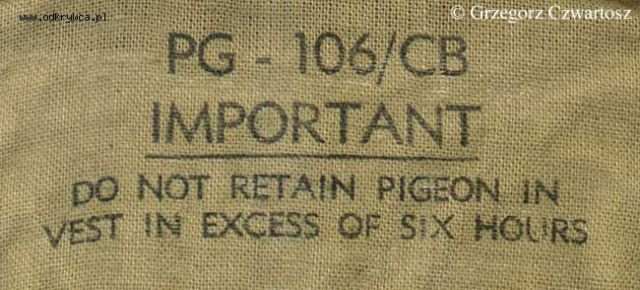 www.odkrywca.pl
© Grzegorz Czwartosz
PG - 106/CB
IMPORTANT
DO NOT RETAIN PIGEON IN
VEST IN EXCESS OF SIX HOURS